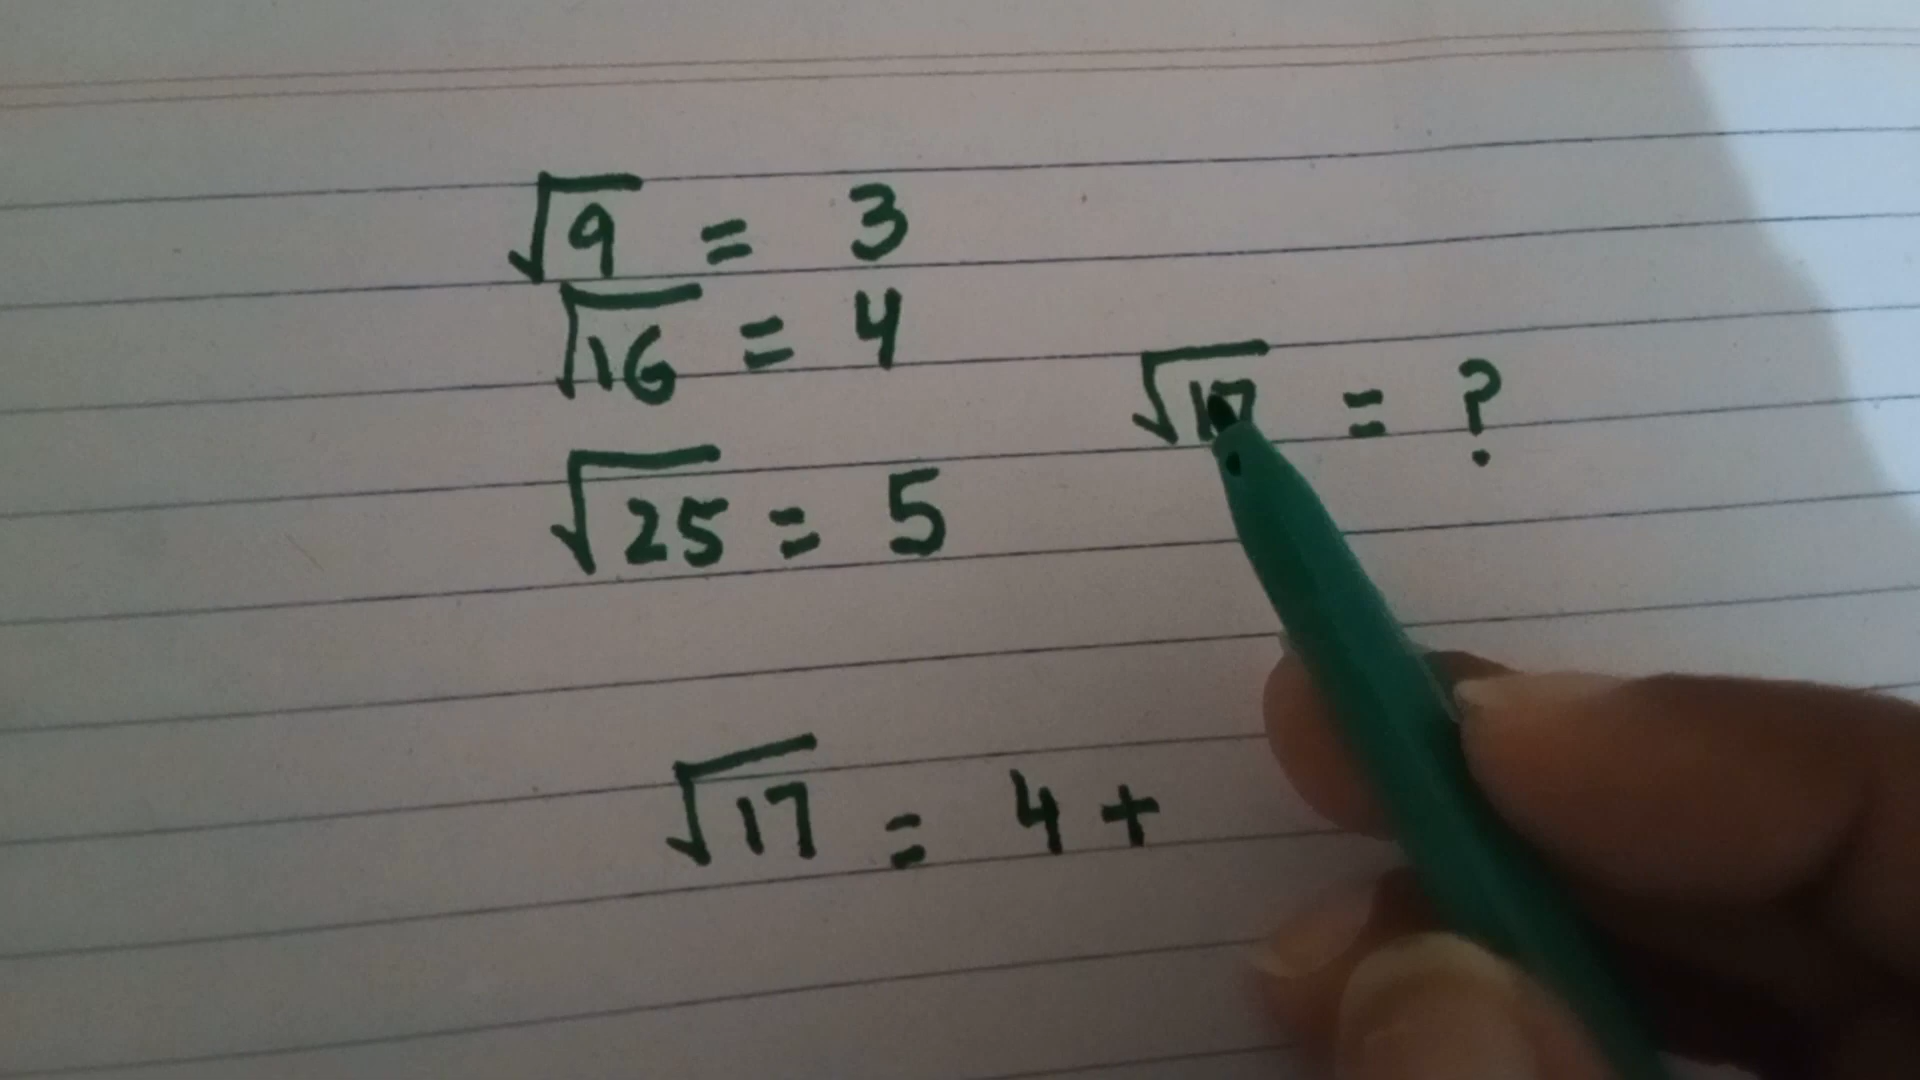 √9 = 3
√16 = 4
√25 = 5
√17 = ?
√17 = 4 +